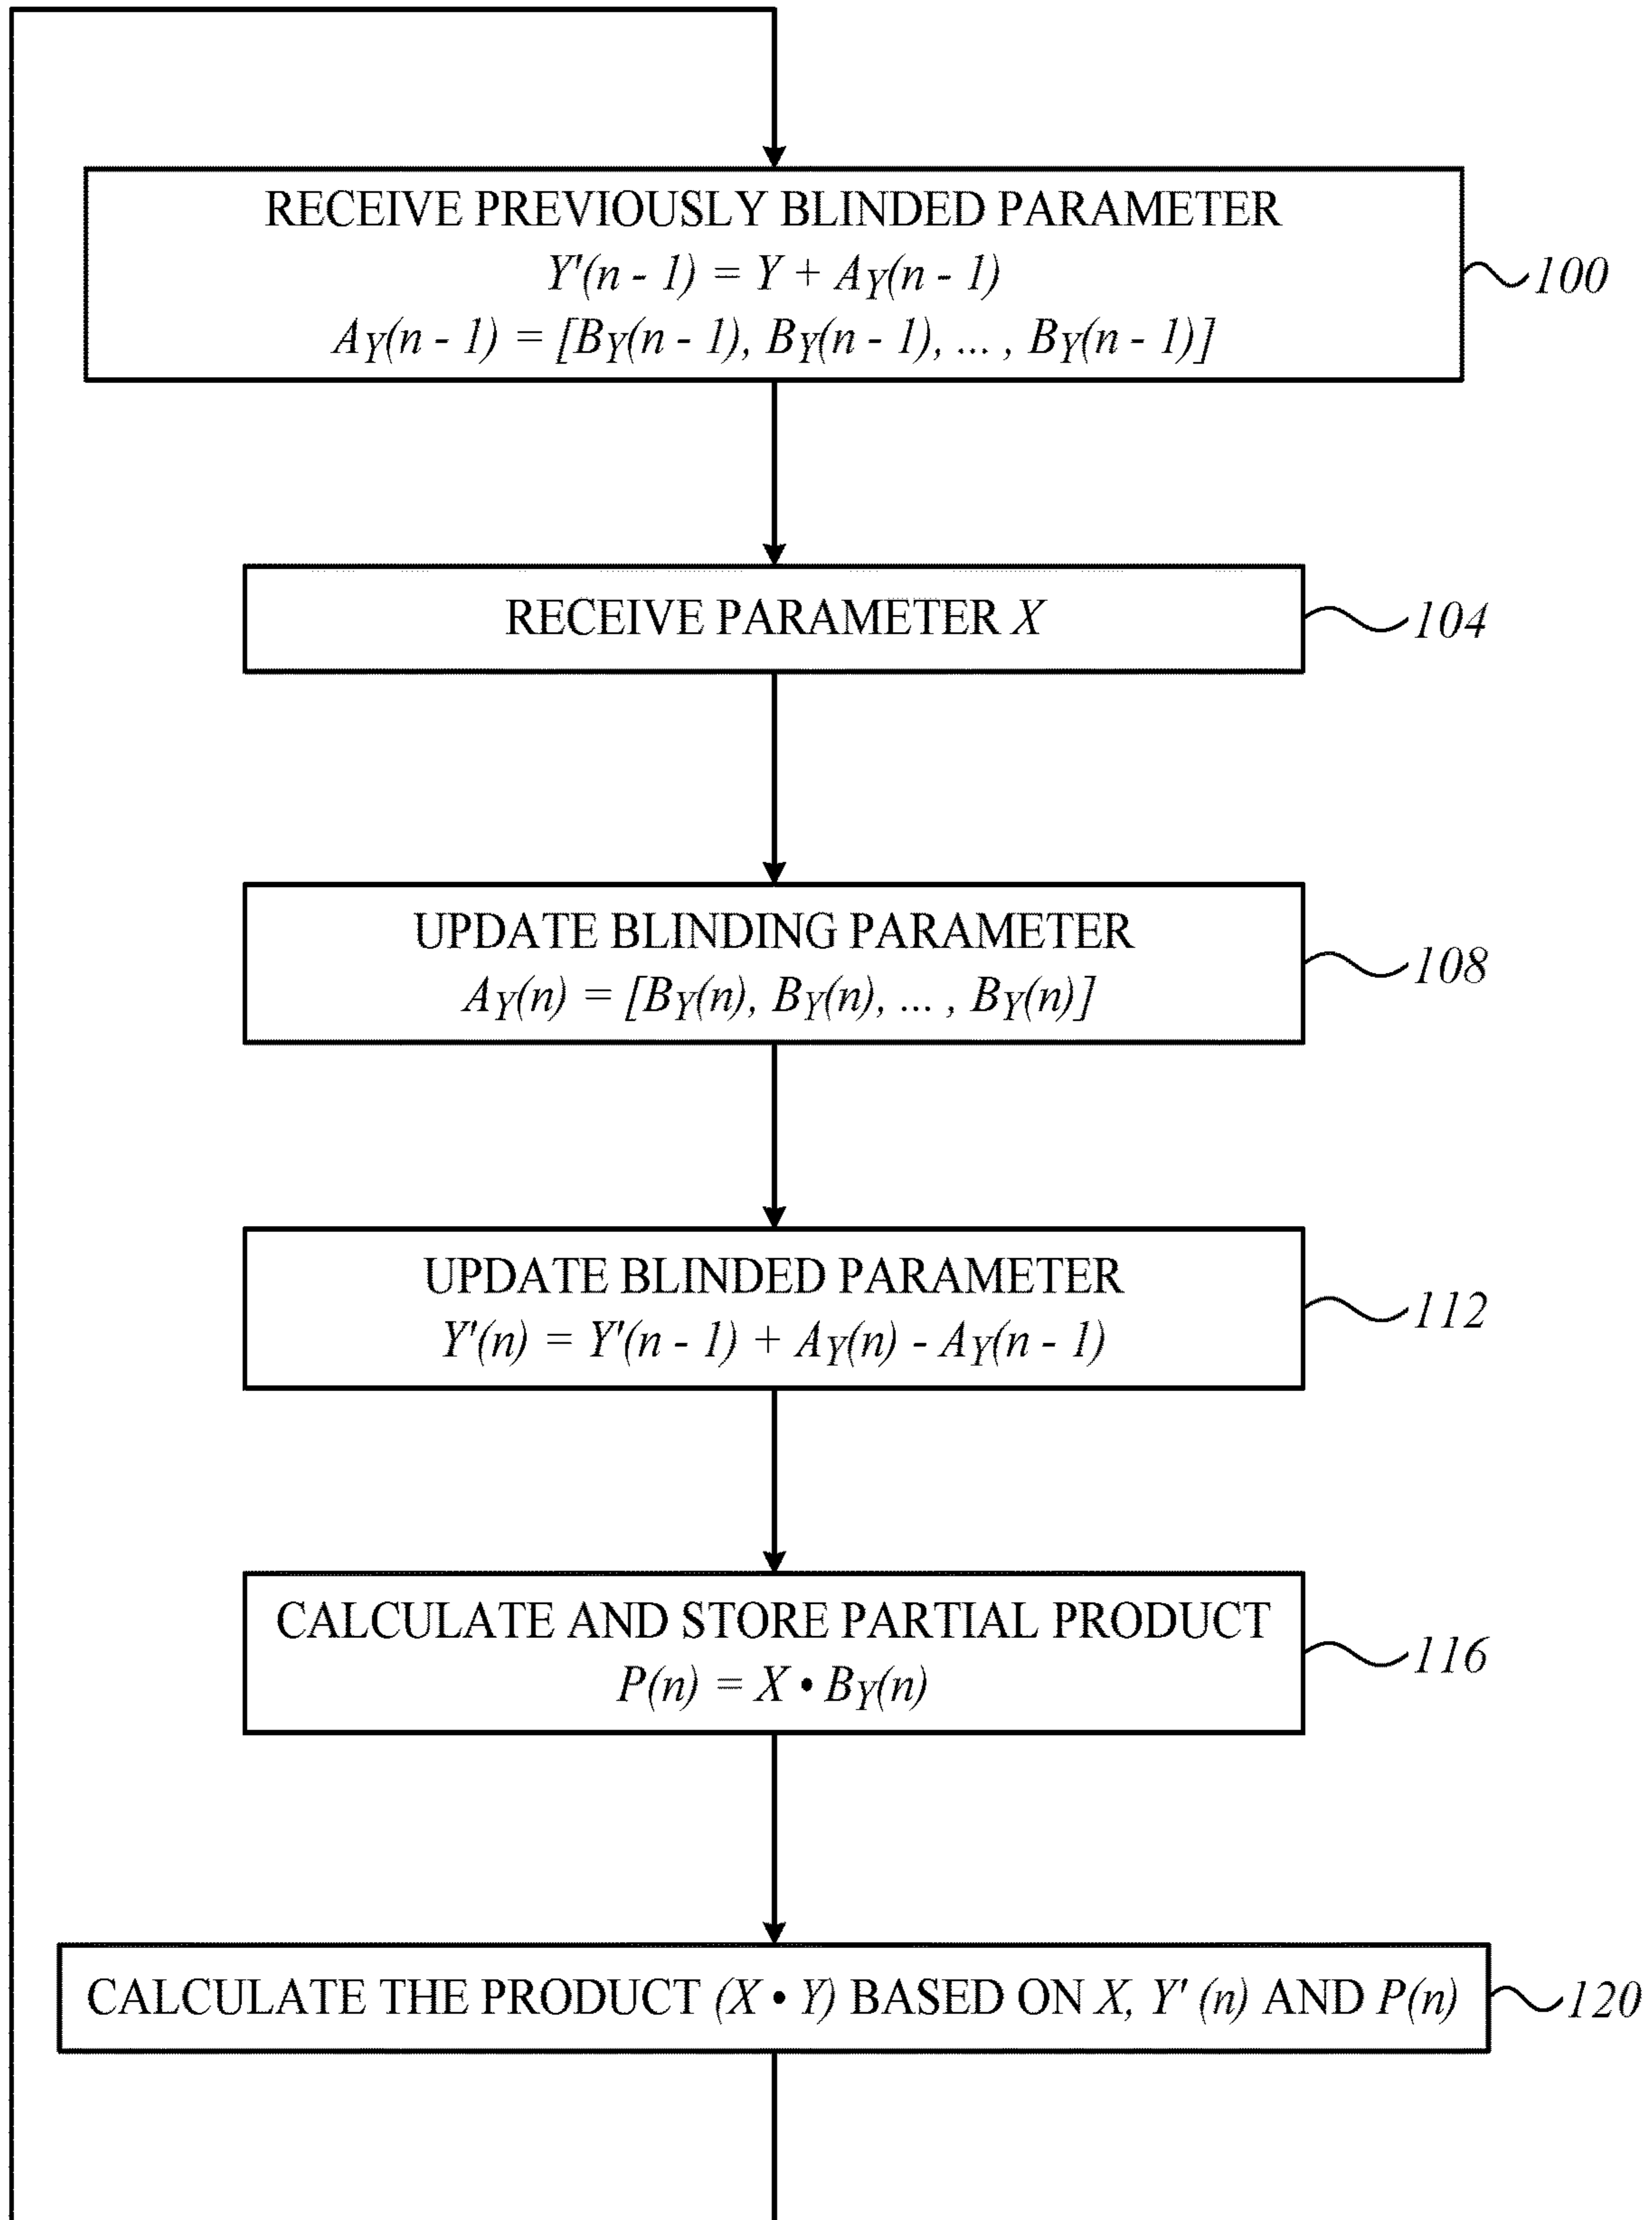 RECEIVE PREVIOUSLY BLINDED PARAMETER
Y'(n - 1) = Y + AY(n - 1)
AY(n - 1) = [BY(n - 1), BY(n - 1), ... , BY(n - 1)]
100
RECEIVE PARAMETER X
104
UPDATE BLINDING PARAMETER
AY(n) = [BY(n), BY(n), ... , BY(n)]
108
UPDATE BLINDED PARAMETER
Y'(n) = Y'(n - 1) + AY(n) - AY(n - 1)
112
CALCULATE AND STORE PARTIAL PRODUCT
P(n) = X • BY(n)
116
CALCULATE THE PRODUCT (X • Y) BASED ON X, Y' (n) AND P(n)
120